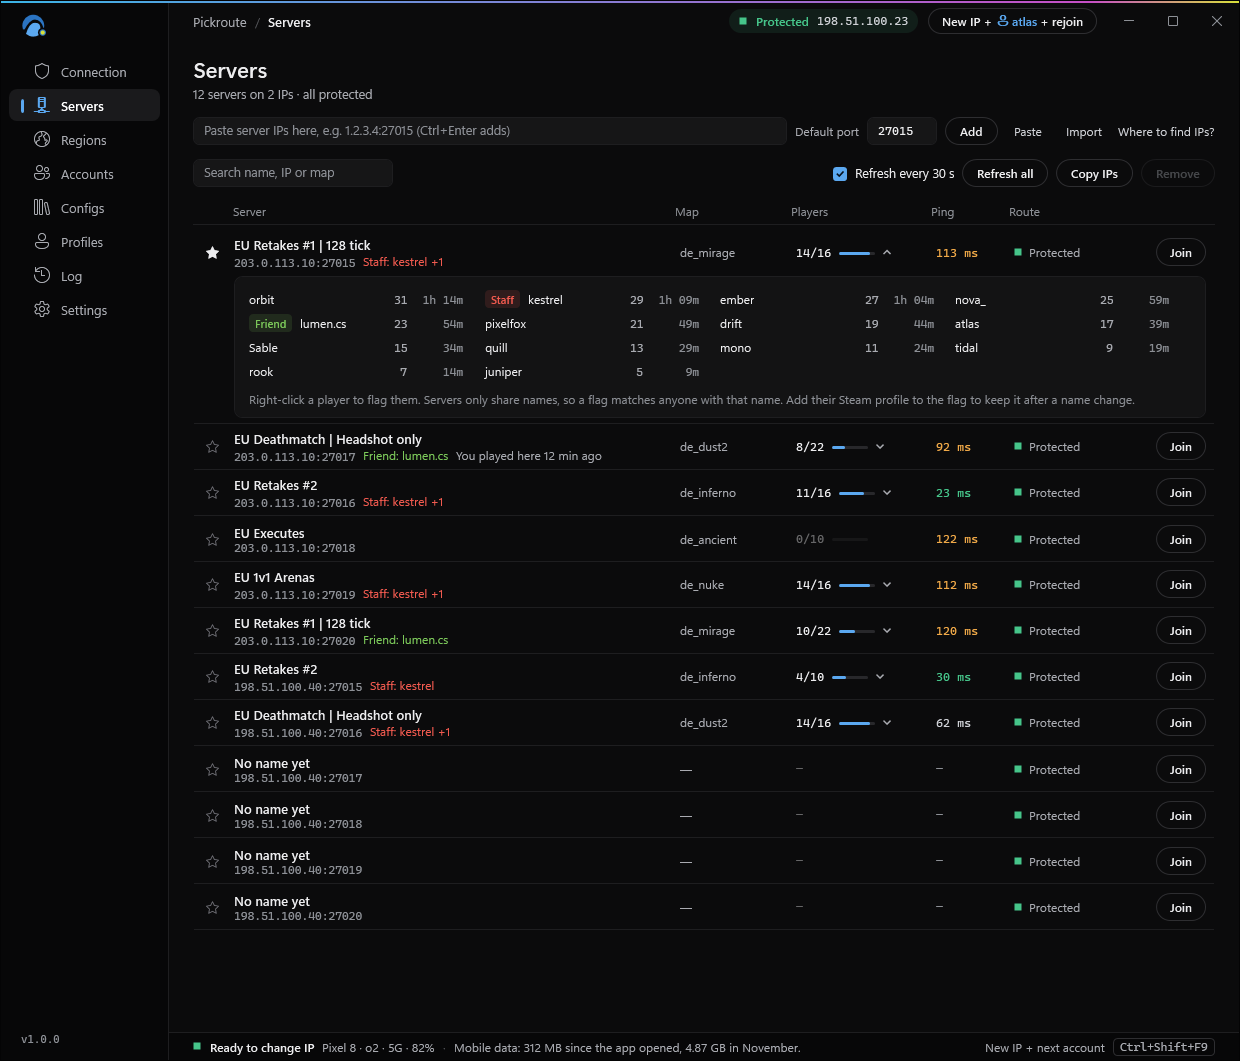 Pickroute / Servers
Protected 198.51.100.23
New IP + atlas + rejoin
Connection
Servers
Regions
Accounts
Configs
Profiles
Log
Settings
v1.0.0
Servers
12 servers on 2 IPs · all protected
Paste server IPs here, e.g. 1.2.3.4:27015 (Ctrl+Enter adds)
Default port 27015 Add Paste Import Where to find IPs?
Search name, IP or map
Refresh every 30 s Refresh all Copy IPs Remove
Server Map Players Ping Route
EU Retakes #1 | 128 tick
203.0.113.10:27015 Staff: kestrel +1
de_mirage 14/16 113 ms Protected Join
orbit 31 1h 14m Staff kestrel 29 1h 09m ember 27 1h 04m nova_ 25 59m
Friend lumen.cs 23 54m pixelfox 21 49m drift 19 44m atlas 17 39m
Sable 15 34m quill 13 29m mono 11 24m tidal 9 19m
rook 7 14m juniper 5 9m
Right-click a player to flag them. Servers only share names, so a flag matches anyone with that name. Add their Steam profile to the flag to keep it after a name change.
EU Deathmatch | Headshot only
203.0.113.10:27017 Friend: lumen.cs You played here 12 min ago
de_dust2 8/22 92 ms Protected Join
EU Retakes #2
203.0.113.10:27016 Staff: kestrel +1
de_inferno 11/16 23 ms Protected Join
EU Executes
203.0.113.10:27018
de_ancient 0/10 122 ms Protected Join
EU 1v1 Arenas
203.0.113.10:27019 Staff: kestrel +1
de_nuke 14/16 112 ms Protected Join
EU Retakes #1 | 128 tick
203.0.113.10:27020 Friend: lumen.cs
de_mirage 10/22 120 ms Protected Join
EU Retakes #2
198.51.100.40:27015 Staff: kestrel
de_inferno 4/10 30 ms Protected Join
EU Deathmatch | Headshot only
198.51.100.40:27016 Staff: kestrel +1
de_dust2 14/16 62 ms Protected Join
No name yet
198.51.100.40:27017
— – – Protected Join
No name yet
198.51.100.40:27018
— – – Protected Join
No name yet
198.51.100.40:27019
— – – Protected Join
No name yet
198.51.100.40:27020
— – – Protected Join
Ready to change IP Pixel 8 · o2 · 5G · 82% · Mobile data: 312 MB since the app opened, 4.87 GB in November.
New IP + next account Ctrl+Shift+F9